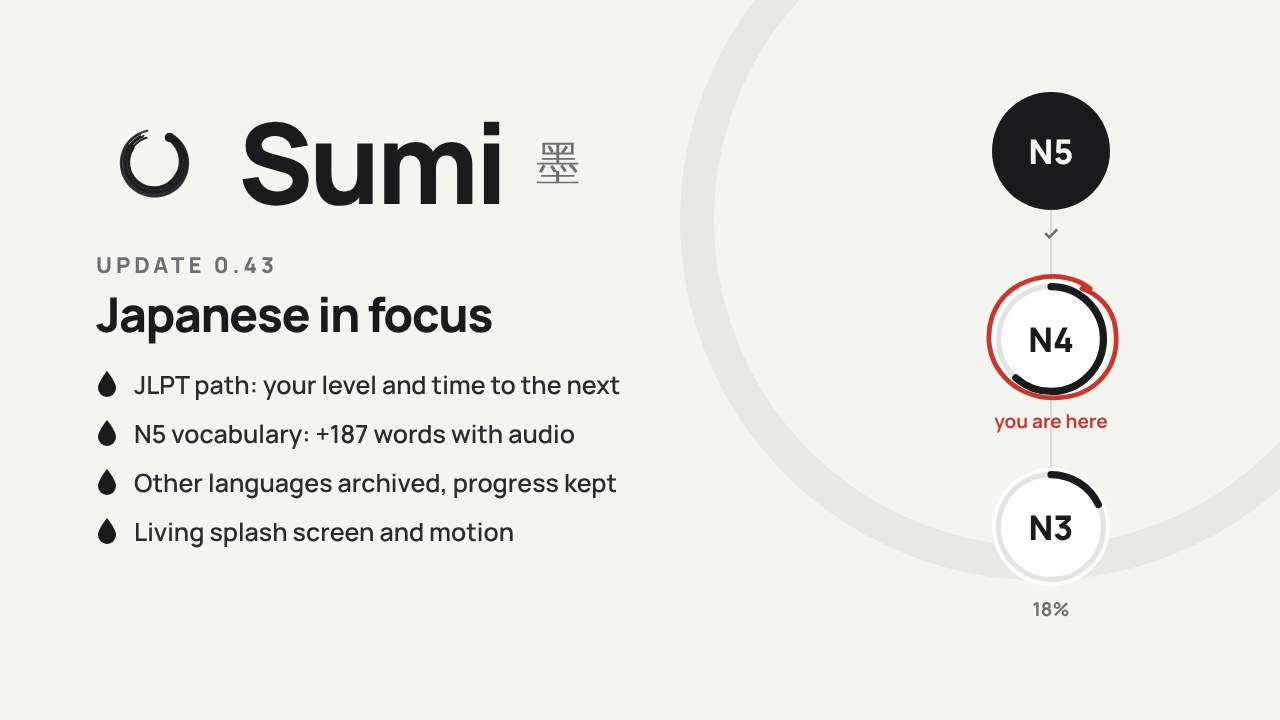 Sumi 墨
UPDATE 0.43
Japanese in focus
JLPT path: your level and time to the next
N5 vocabulary: +187 words with audio
Other languages archived, progress kept
Living splash screen and motion
N5
N4
you are here
N3
18%